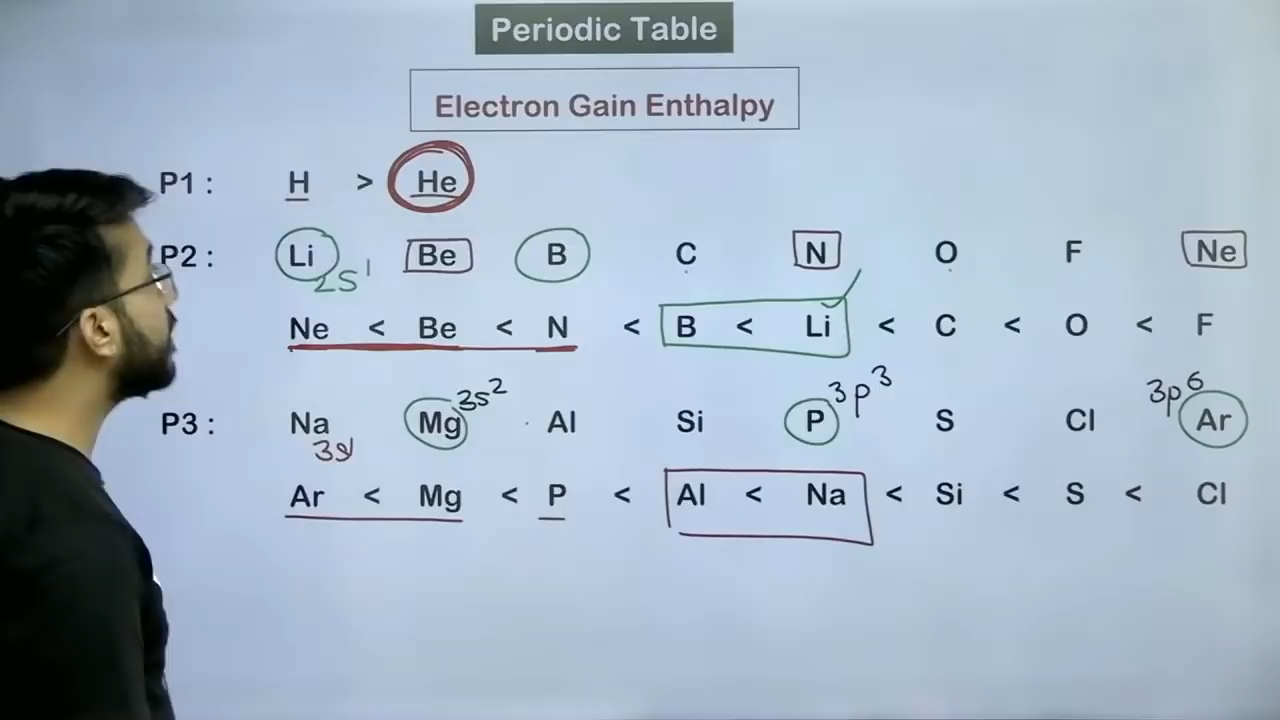 Periodic Table
Electron Gain Enthalpy
P1 : H > He
P2 : Li 2S¹ Be B C N O F Ne
Ne < Be < N < B < Li < C < O < F
P3 : Na 3s¹ Mg 3s² Al Si P 3p³ S Cl Ar 3p⁶
Ar < Mg < P < Al < Na < Si < S < Cl